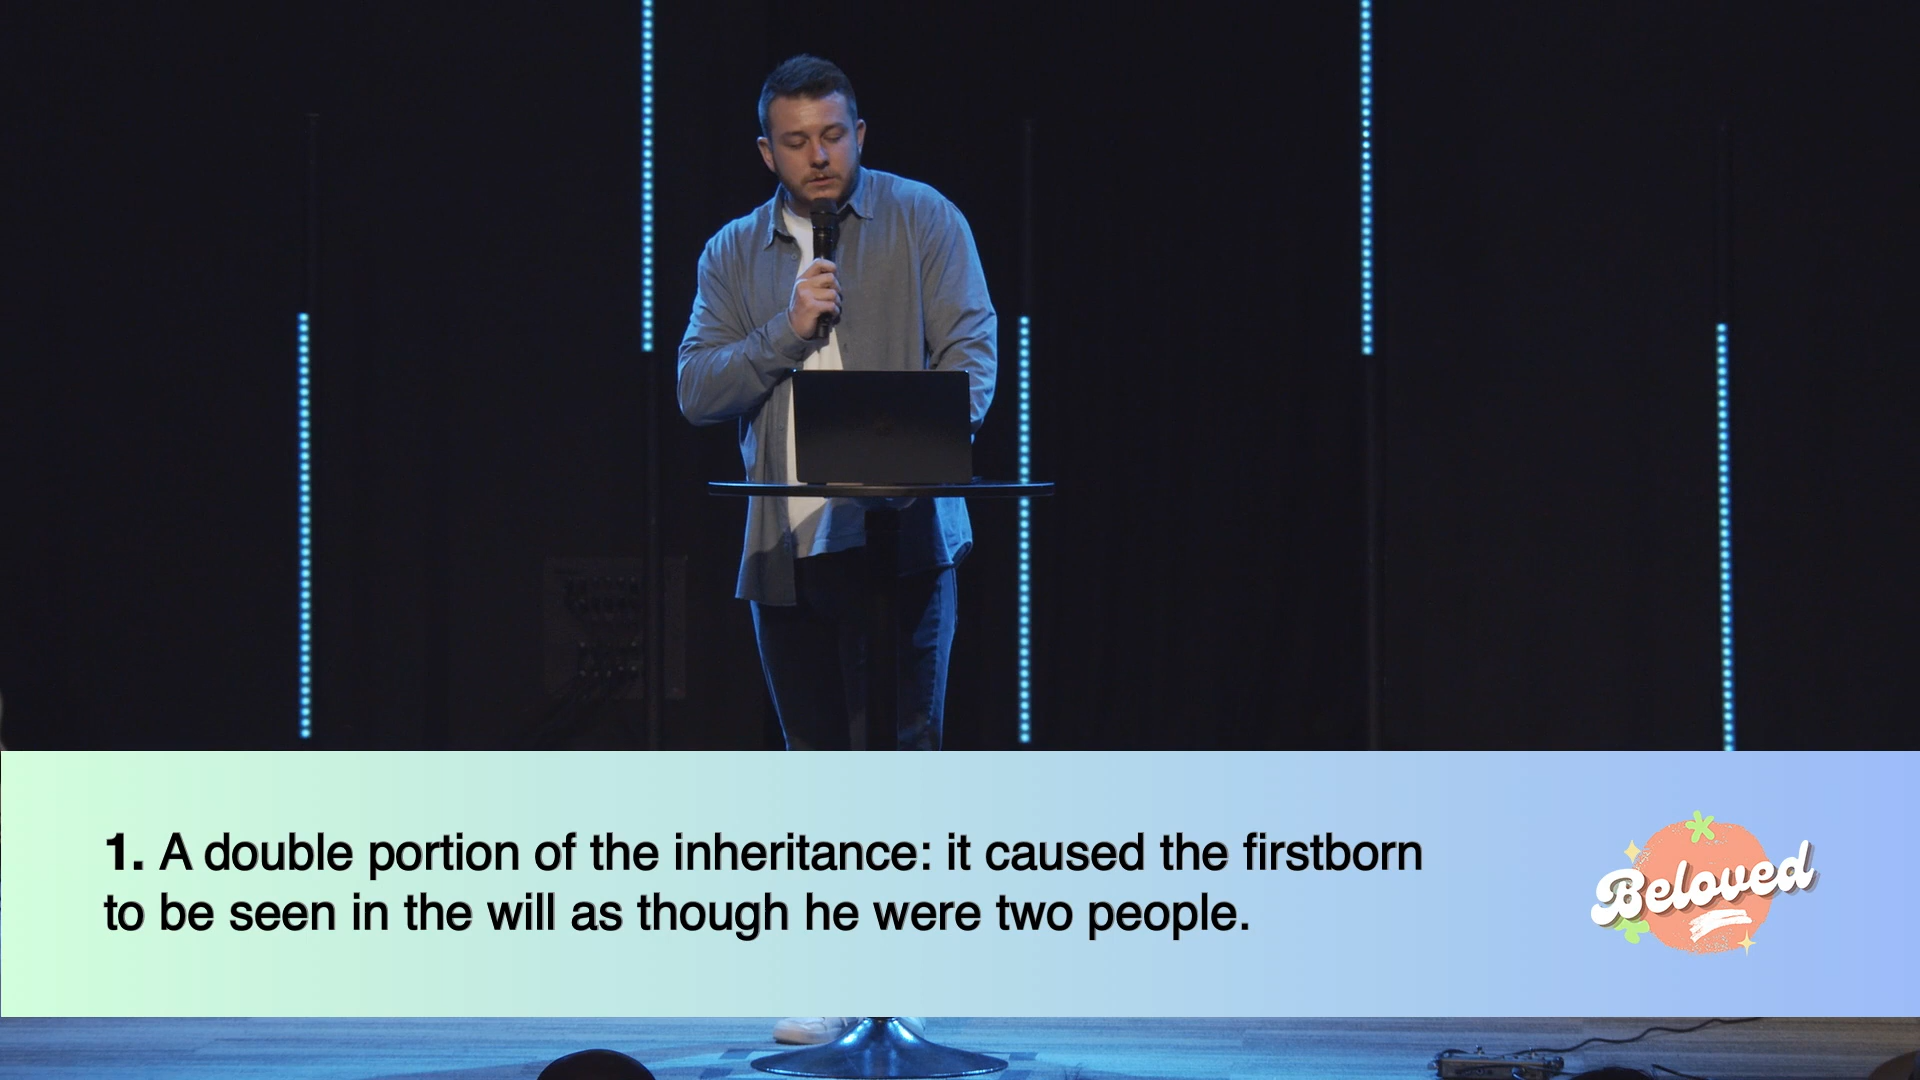 1. A double portion of the inheritance: it caused the firstborn
to be seen in the will as though he were two people.
Beloved